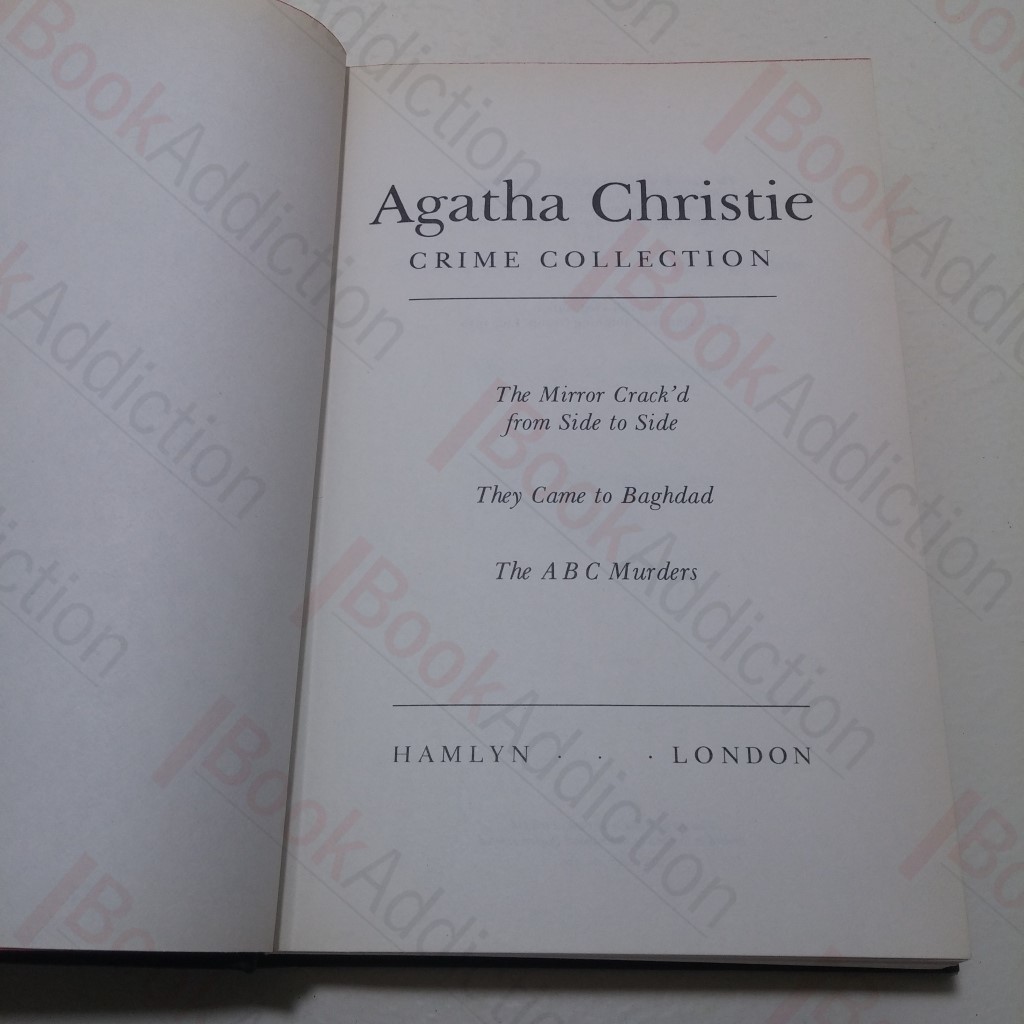 Agatha Christie
CRIME COLLECTION
The Mirror Crack'd
from Side to Side
They Came to Baghdad
The A B C Murders
HAMLYN · · · LONDON
BookAddiction